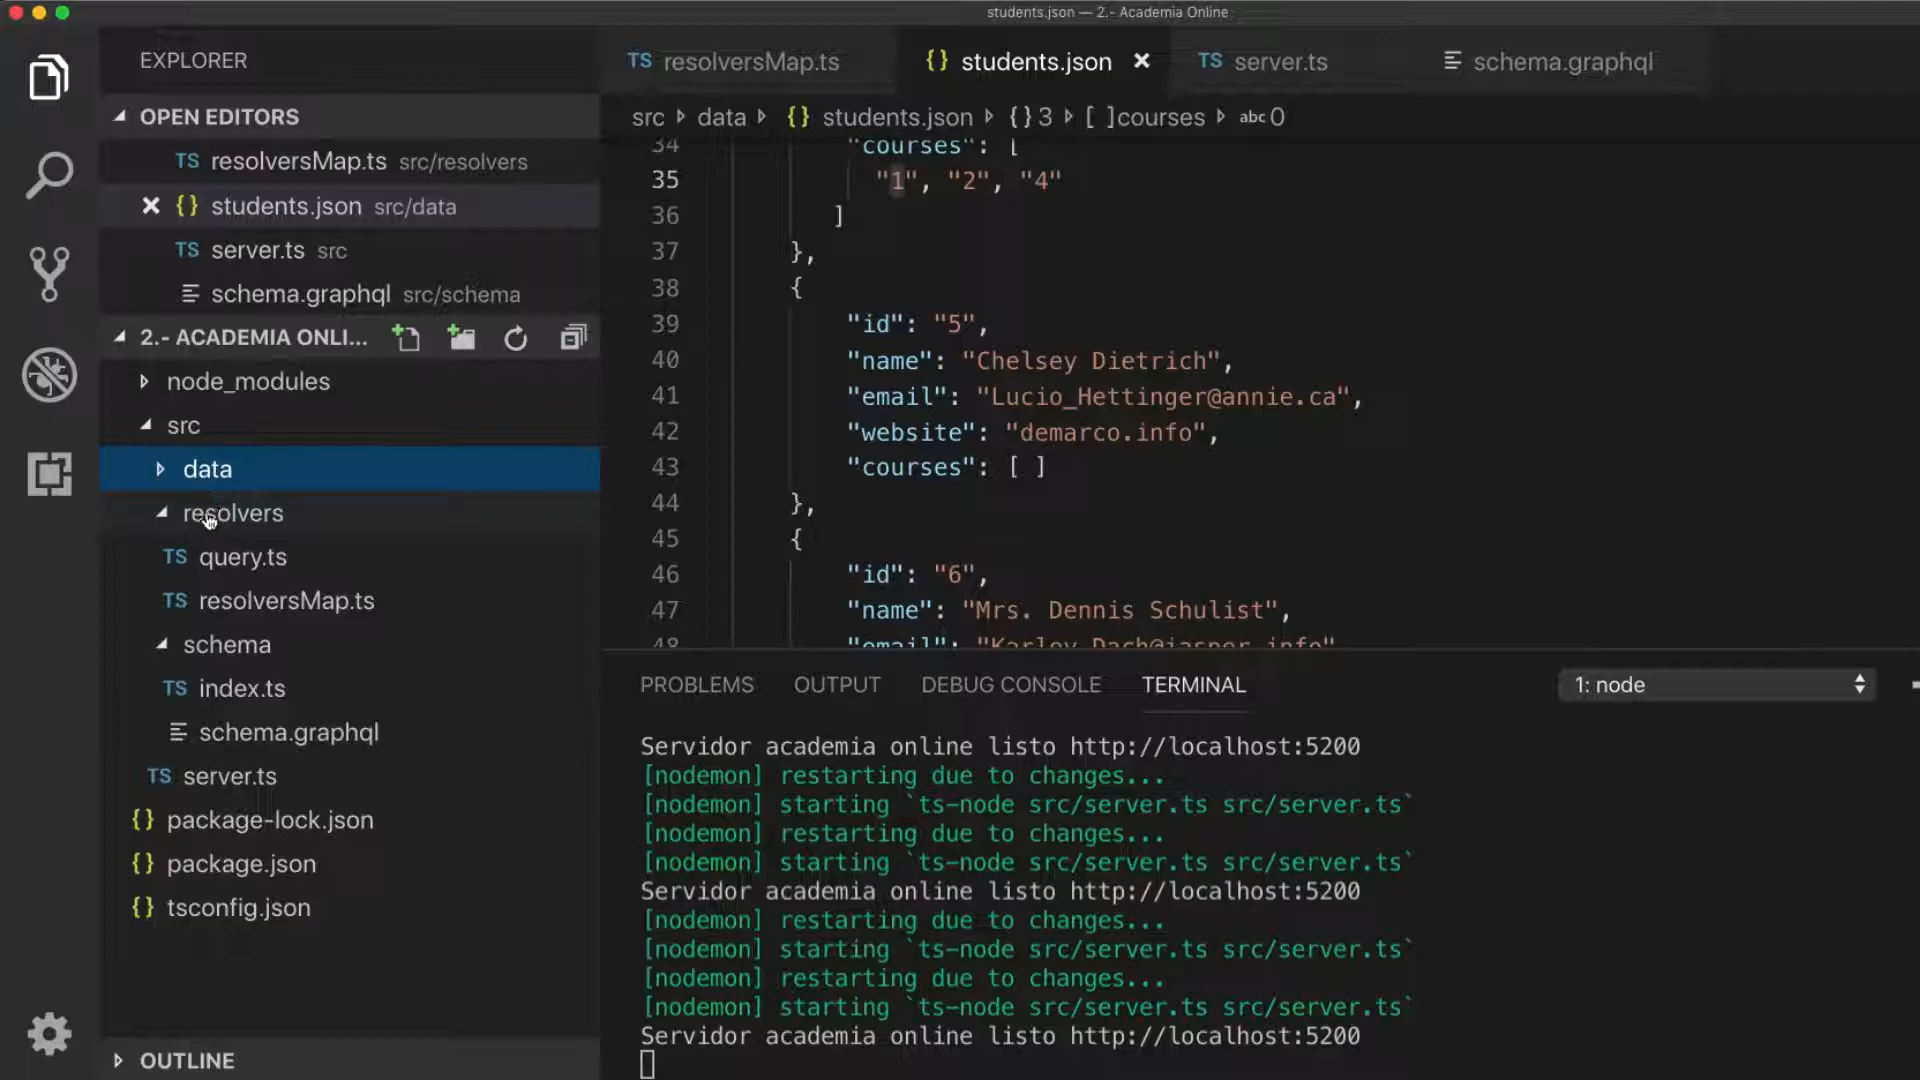 students.json — 2.- Academia Online
EXPLORER
OPEN EDITORS
TS resolversMap.ts src/resolvers
{} students.json src/data
TS server.ts src
schema.graphql src/schema
2.- ACADEMIA ONLI...
node_modules
src
data
resolvers
TS query.ts
TS resolversMap.ts
schema
TS index.ts
schema.graphql
TS server.ts
{} package-lock.json
{} package.json
{} tsconfig.json
OUTLINE
TS resolversMap.ts {} students.json TS server.ts schema.graphql
src data {} students.json {} 3 [ ] courses abc 0
34 "courses": [
35 "1", "2", "4"
36 ]
37 },
38 {
39 "id": "5",
40 "name": "Chelsey Dietrich",
41 "email": "Lucio_Hettinger@annie.ca",
42 "website": "demarco.info",
43 "courses": [ ]
44 },
45 {
46 "id": "6",
47 "name": "Mrs. Dennis Schulist",
48 "email": "Karley_Dach@jasper.info"
PROBLEMS OUTPUT DEBUG CONSOLE TERMINAL 1: node
Servidor academia online listo http://localhost:5200
[nodemon] restarting due to changes...
[nodemon] starting `ts-node src/server.ts src/server.ts`
[nodemon] restarting due to changes...
[nodemon] starting `ts-node src/server.ts src/server.ts`
Servidor academia online listo http://localhost:5200
[nodemon] restarting due to changes...
[nodemon] starting `ts-node src/server.ts src/server.ts`
[nodemon] restarting due to changes...
[nodemon] starting `ts-node src/server.ts src/server.ts`
Servidor academia online listo http://localhost:5200